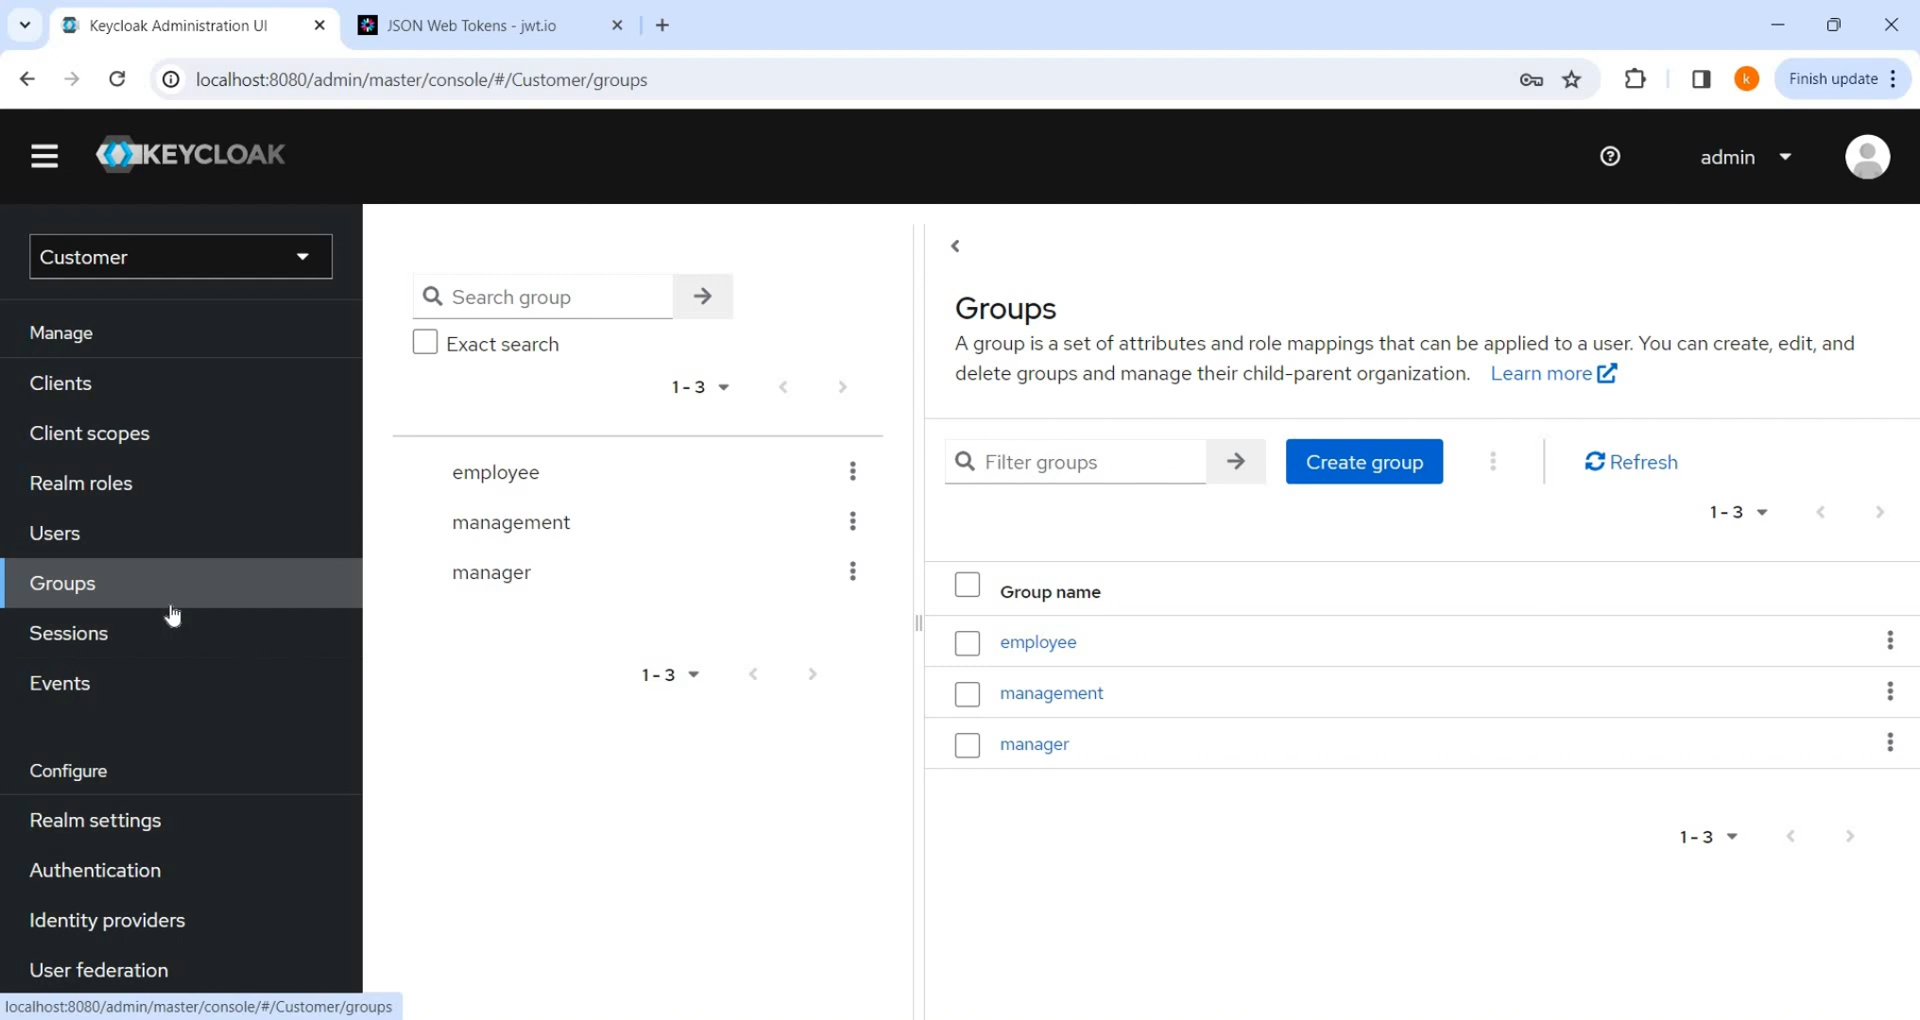 Keycloak Administration UI
JSON Web Tokens - jwt.io
localhost:8080/admin/master/console/#/Customer/groups
k
Finish update
KEYCLOAK
admin
Customer
Manage
Clients
Client scopes
Realm roles
Users
Groups
Sessions
Events
Configure
Realm settings
Authentication
Identity providers
User federation
localhost:8080/admin/master/console/#/Customer/groups
Search group
Exact search
1 - 3
employee
management
manager
1 - 3
Groups
A group is a set of attributes and role mappings that can be applied to a user. You can create, edit, and
delete groups and manage their child-parent organization. Learn more
Filter groups
Create group
Refresh
1 - 3
Group name
employee
management
manager
1 - 3